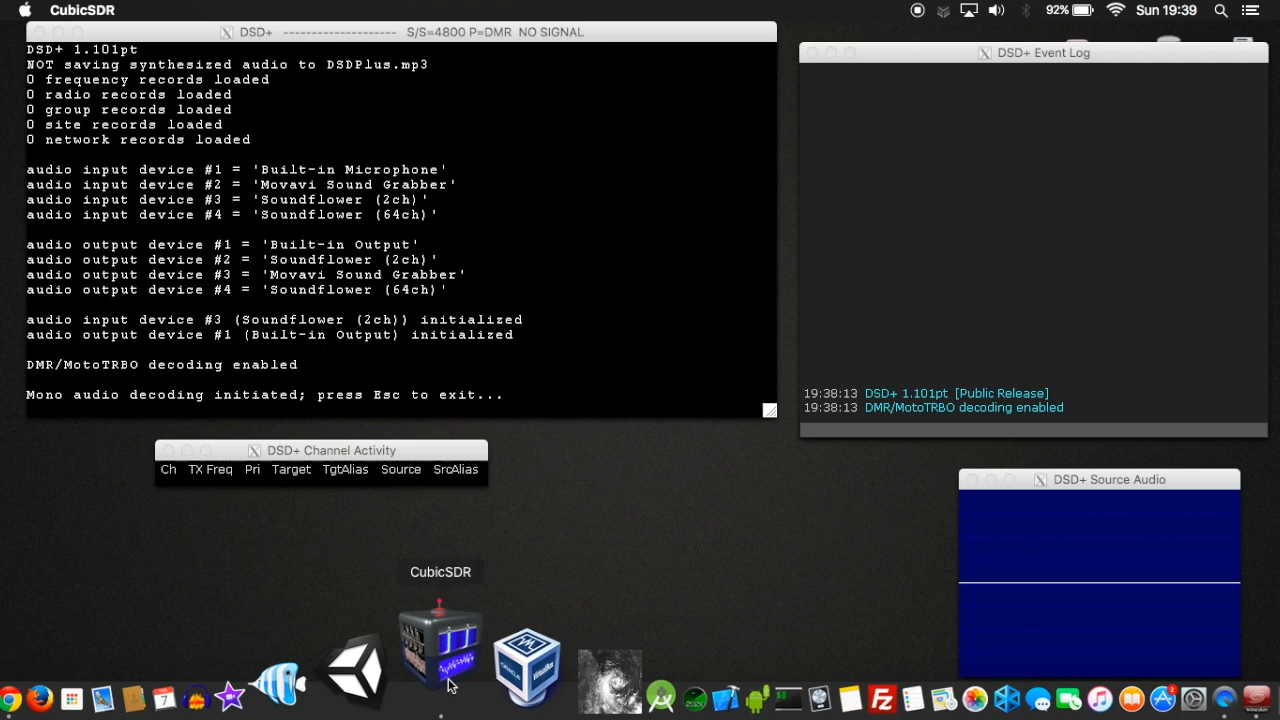 CubicSDR
92%
Sun 19:39
DSD+ -------------------- S/S=4800 P=DMR NO SIGNAL
DSD+ 1.101pt
NOT saving synthesized audio to DSDPlus.mp3
0 frequency records loaded
0 radio records loaded
0 group records loaded
0 site records loaded
0 network records loaded
audio input device #1 = 'Built-in Microphone'
audio input device #2 = 'Movavi Sound Grabber'
audio input device #3 = 'Soundflower (2ch)'
audio input device #4 = 'Soundflower (64ch)'
audio output device #1 = 'Built-in Output'
audio output device #2 = 'Soundflower (2ch)'
audio output device #3 = 'Movavi Sound Grabber'
audio output device #4 = 'Soundflower (64ch)'
audio input device #3 (Soundflower (2ch)) initialized
audio output device #1 (Built-in Output) initialized
DMR/MotoTRBO decoding enabled
Mono audio decoding initiated; press Esc to exit...
DSD+ Event Log
19:38:13 DSD+ 1.101pt [Public Release]
19:38:13 DMR/MotoTRBO decoding enabled
DSD+ Channel Activity
Ch TX Freq Pri Target TgtAlias Source SrcAlias
DSD+ Source Audio
CubicSDR